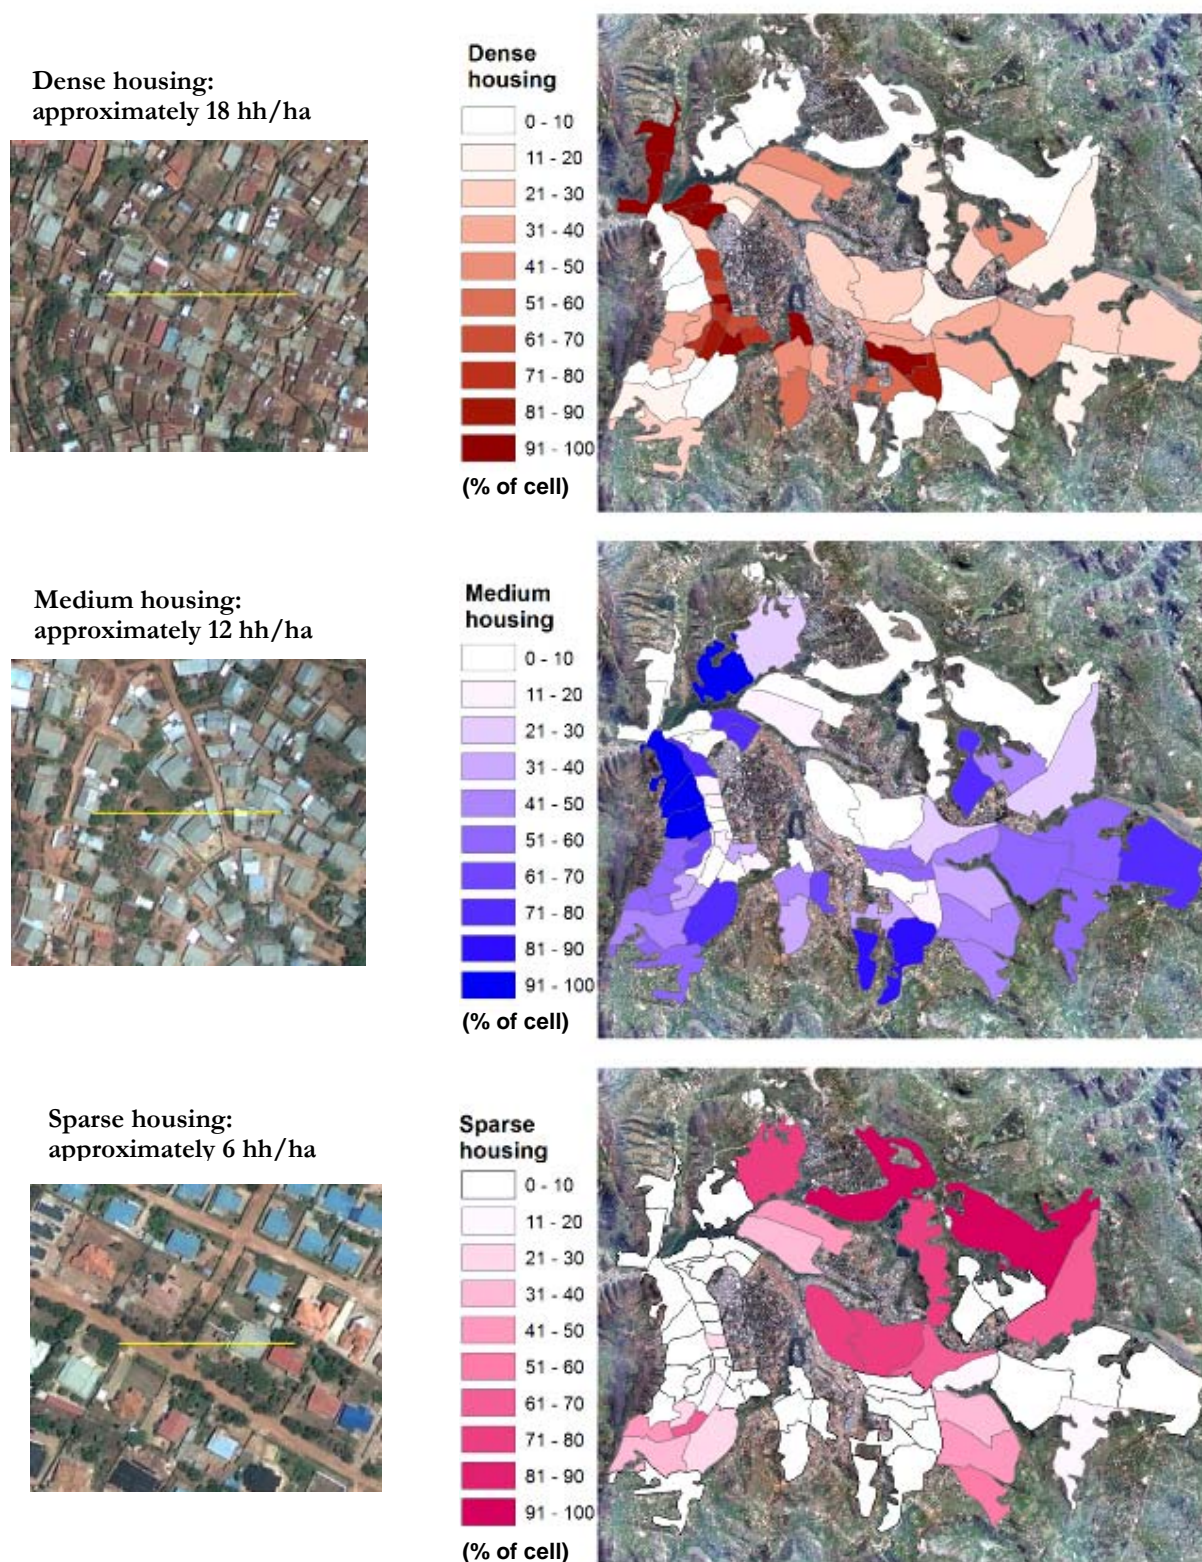 Dense housing:
approximately 18 hh/ha
Dense
housing
0 - 10
11 - 20
21 - 30
31 - 40
41 - 50
51 - 60
61 - 70
71 - 80
81 - 90
91 - 100
(% of cell)
Medium housing:
approximately 12 hh/ha
Medium
housing
0 - 10
11 - 20
21 - 30
31 - 40
41 - 50
51 - 60
61 - 70
71 - 80
81 - 90
91 - 100
(% of cell)
Sparse housing:
approximately 6 hh/ha
Sparse
housing
0 - 10
11 - 20
21 - 30
31 - 40
41 - 50
51 - 60
61 - 70
71 - 80
81 - 90
91 - 100
(% of cell)